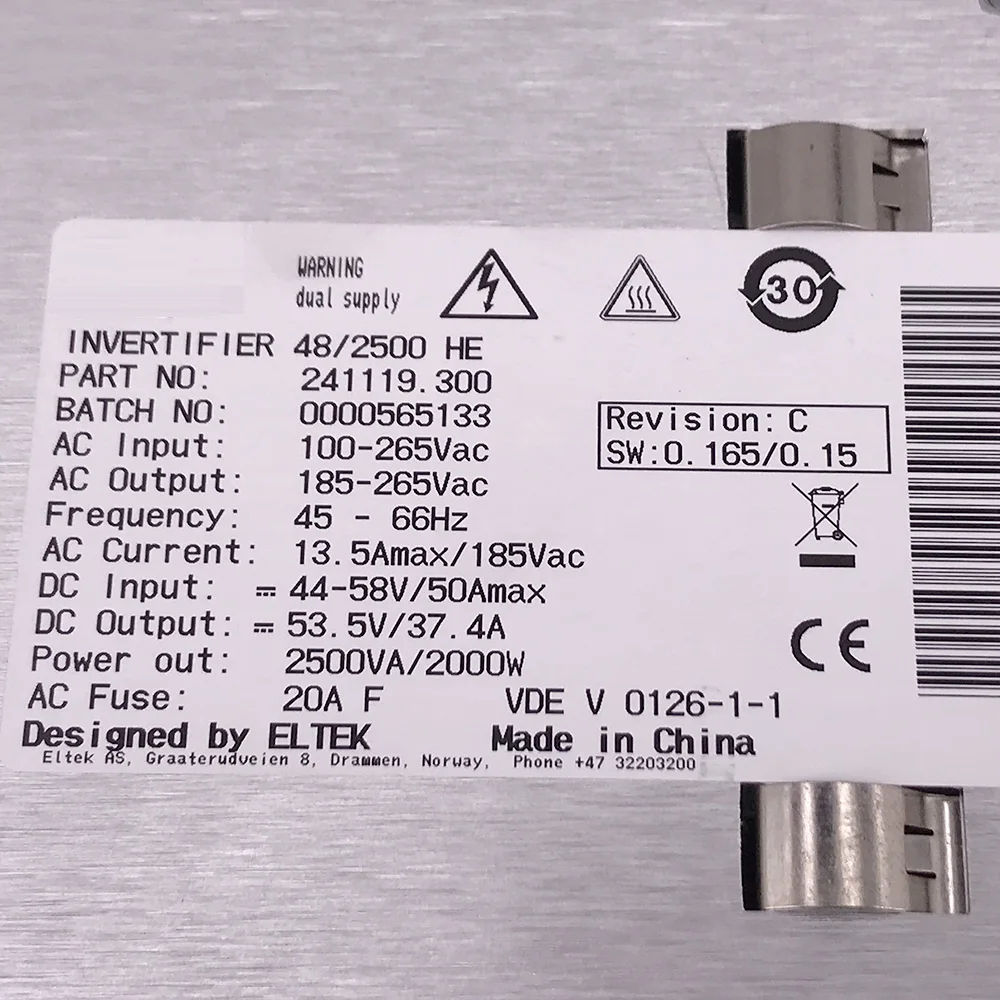 WARNING
dual supply
30
INVERTIFIER 48/2500 HE
PART NO: 241119.300
BATCH NO: 0000565133
Revision: C
SW:0.165/0.15
AC Input: 100-265Vac
AC Output: 185-265Vac
Frequency: 45 - 66Hz
AC Current: 13.5Amax/185Vac
DC Input: ⎓ 44-58V/50Amax
DC Output: ⎓ 53.5V/37.4A
Power out: 2500VA/2000W
CE
AC Fuse: 20A F VDE V 0126-1-1
Designed by ELTEK Made in China
Eltek AS, Graaterudveien 8, Drammen, Norway, Phone +47 32203200